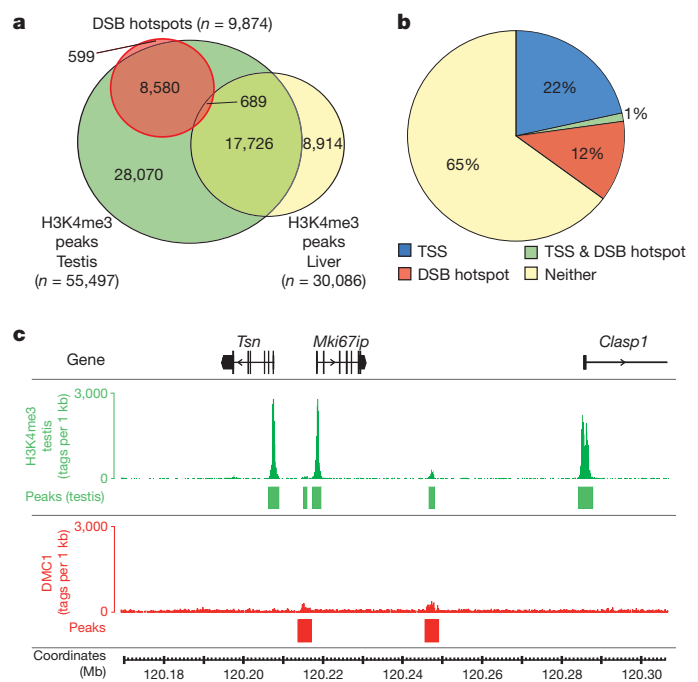 a
DSB hotspots (n = 9,874)
599
8,580
689
17,726
8,914
28,070
H3K4me3
peaks
Testis
(n = 55,497)
H3K4me3
peaks
Liver
(n = 30,086)
b
22%
1%
12%
65%
TSS
TSS & DSB hotspot
DSB hotspot
Neither
c
Gene
Tsn
Mki67ip
Clasp1
H3K4me3
testis
(tags per 1 kb)
3,000
0
Peaks (testis)
DMC1
(tags per 1 kb)
3,000
0
Peaks
Coordinates
(Mb)
120.18
120.20
120.22
120.24
120.26
120.28
120.30